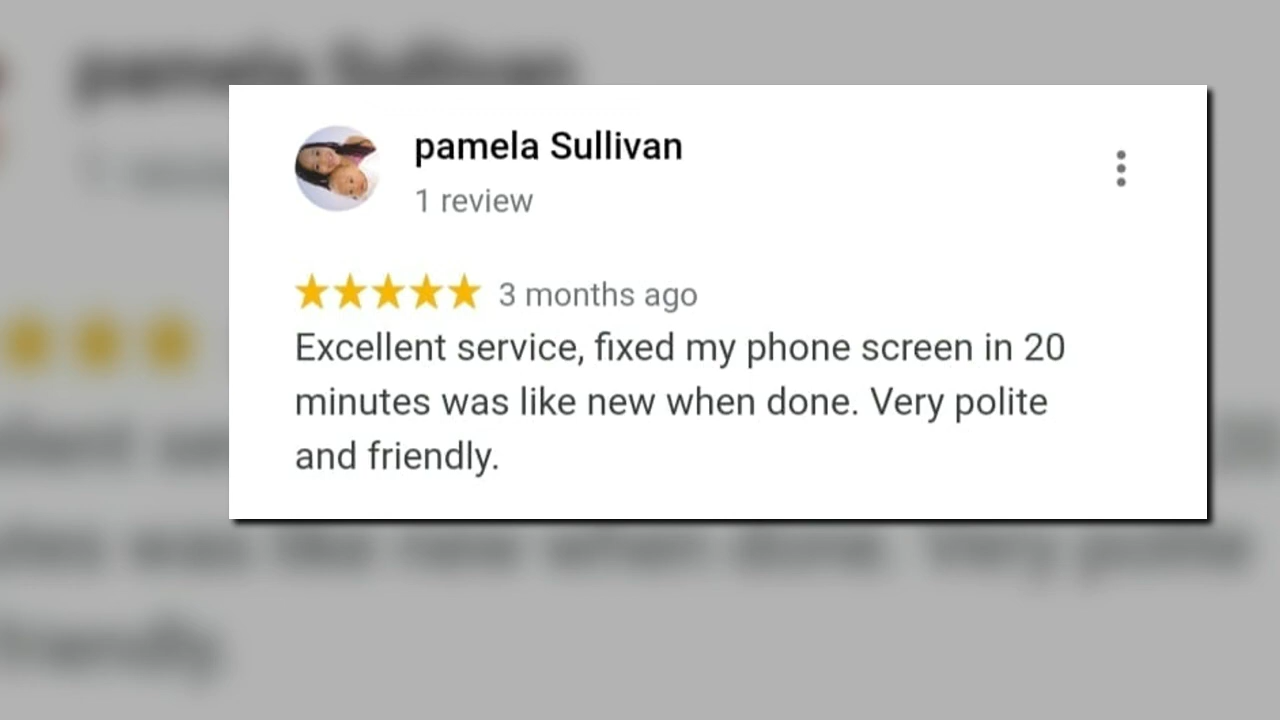 pamela Sullivan
1 review
3 months ago
Excellent service, fixed my phone screen in 20
minutes was like new when done. Very polite
and friendly.